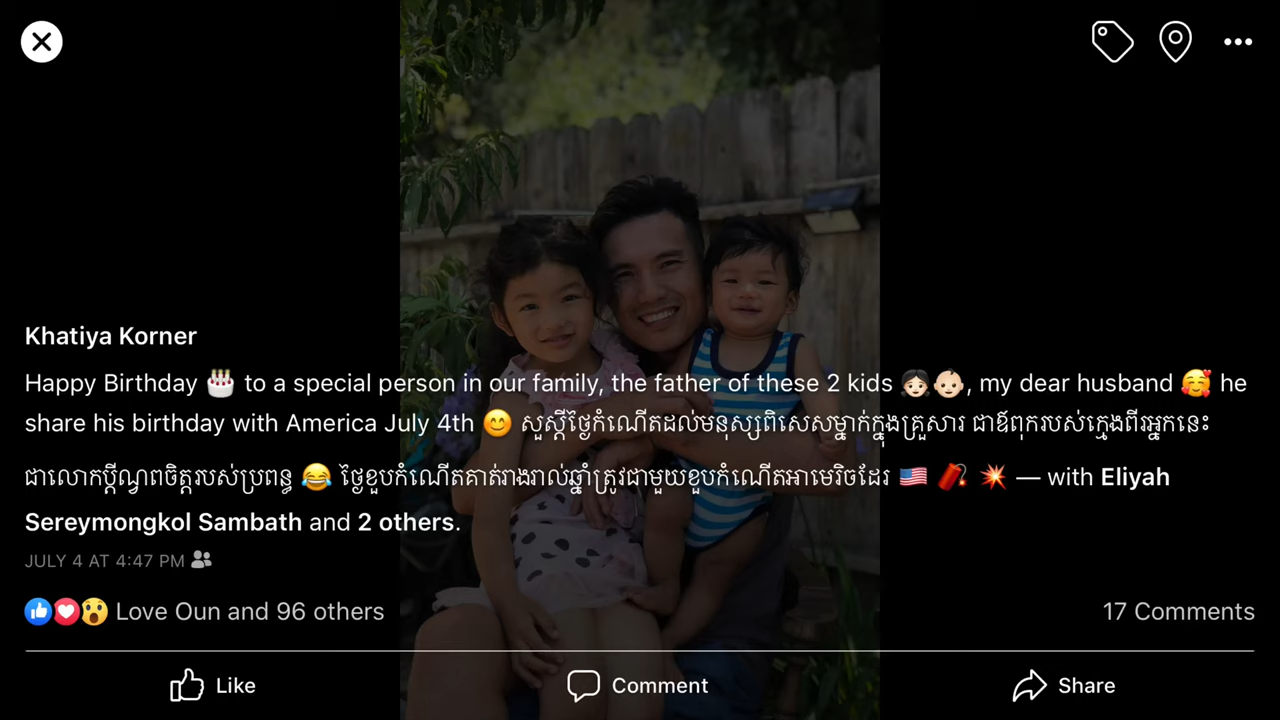 Khatiya Korner
Happy Birthday 🎂 to a special person in our family, the father of these 2 kids 👧🏻👶🏻, my dear husband 🥰 he
share his birthday with America July 4th 😊 សួស្ដីថ្ងៃកំណើតដល់មនុស្សពិសេសម្នាក់ក្នុងគ្រួសារ ជាឪពុករបស់ក្មេងពីរអ្នកនេះ
ជាលោកប្ដីណ្វពចិត្តរបស់ប្រពន្ធ 😂 ថ្ងៃខួបកំណើតគាត់រាងរាល់ឆ្នាំត្រូវជាមួយខួបកំណើតអាមេរិចដែរ 🇺🇸 🧨 💥 — with Eliyah
Sereymongkol Sambath and 2 others.
JULY 4 AT 4:47 PM
Love Oun and 96 others
17 Comments
Like
Comment
Share